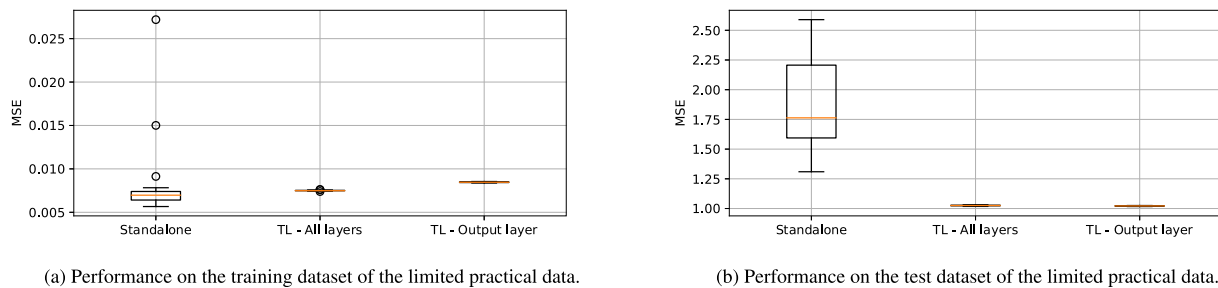 0.025
0.020
0.015
0.010
0.005
MSE
Standalone
TL - All layers
TL - Output layer
(a) Performance on the training dataset of the limited practical data.
2.50
2.25
2.00
1.75
1.50
1.25
1.00
MSE
Standalone
TL - All layers
TL - Output layer
(b) Performance on the test dataset of the limited practical data.